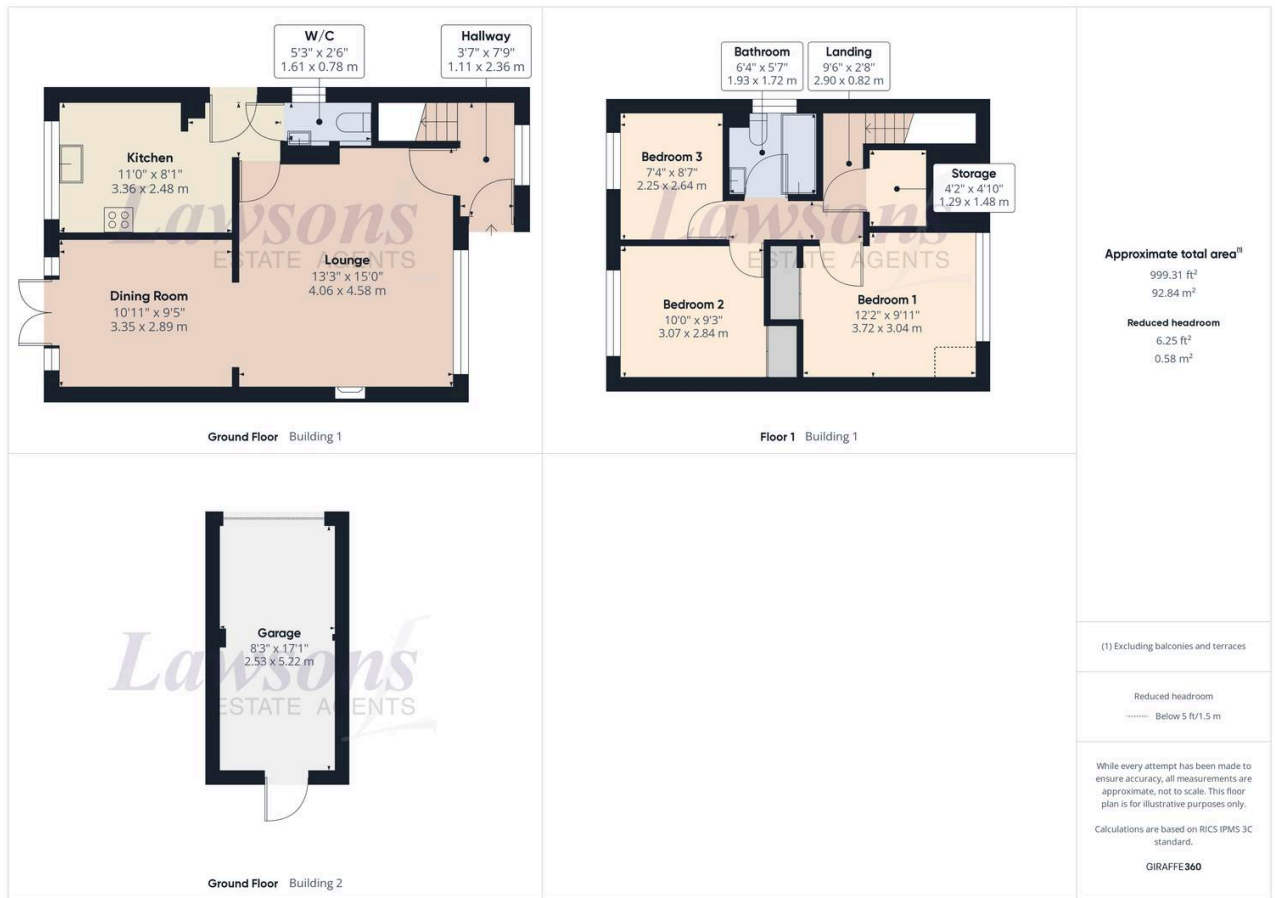 W/C
5'3" x 2'6"
1.61 x 0.78 m
Hallway
3'7" x 7'9"
1.11 x 2.36 m
Kitchen
11'0" x 8'1"
3.36 x 2.48 m
Lounge
13'3" x 15'0"
4.06 x 4.58 m
Dining Room
10'11" x 9'5"
3.35 x 2.89 m
Lawsons
ESTATE AGENTS
Ground Floor Building 1
Bathroom
6'4" x 5'7"
1.93 x 1.72 m
Landing
9'6" x 2'8"
2.90 x 0.82 m
Bedroom 3
7'4" x 8'7"
2.25 x 2.64 m
Storage
4'2" x 4'10"
1.29 x 1.48 m
Bedroom 2
10'0" x 9'3"
3.07 x 2.84 m
Bedroom 1
12'2" x 9'11"
3.72 x 3.04 m
Lawsons
ESTATE AGENTS
Floor 1 Building 1
Garage
8'3" x 17'1"
2.53 x 5.22 m
Lawsons
ESTATE AGENTS
Ground Floor Building 2
Approximate total area⁽¹⁾
999.31 ft²
92.84 m²
Reduced headroom
6.25 ft²
0.58 m²
(1) Excluding balconies and terraces
Reduced headroom
Below 5 ft/1.5 m
While every attempt has been made to
ensure accuracy, all measurements are
approximate, not to scale. This floor
plan is for illustrative purposes only.
Calculations are based on RICS IPMS 3C
standard.
GIRAFFE360